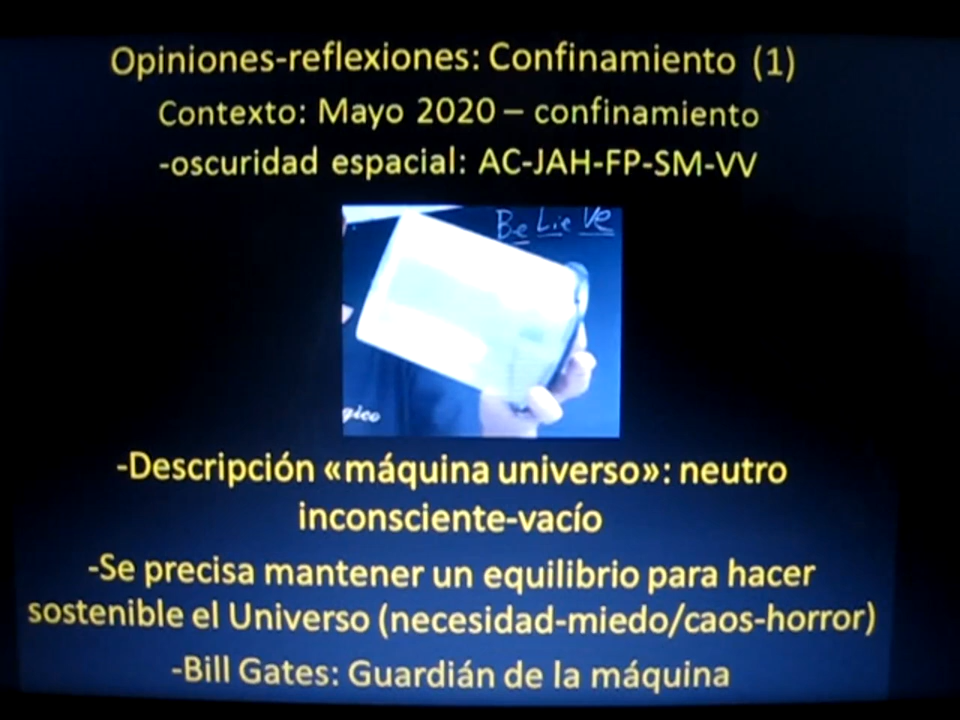 Opiniones-reflexiones: Confinamiento (1)
Contexto: Mayo 2020 – confinamiento
-oscuridad espacial: AC-JAH-FP-SM-VV
Be Lie Ve
gico
-Descripción «máquina universo»: neutro
inconsciente-vacío
-Se precisa mantener un equilibrio para hacer
sostenible el Universo (necesidad-miedo/caos-horror)
-Bill Gates: Guardián de la máquina